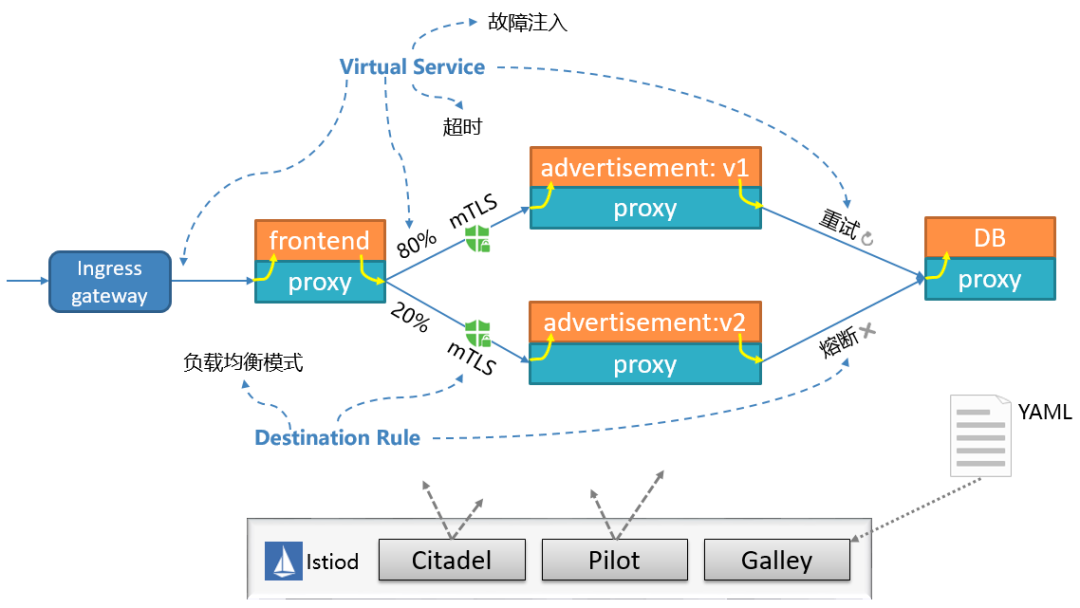 故障注入
Virtual Service
超时
advertisement: v1
proxy
mTLS
80%
重试
frontend
proxy
DB
proxy
Ingress
gateway
20%
mTLS
advertisement:v2
proxy
熔断
负载均衡模式
Destination Rule
YAML
Istiod
Citadel
Pilot
Galley